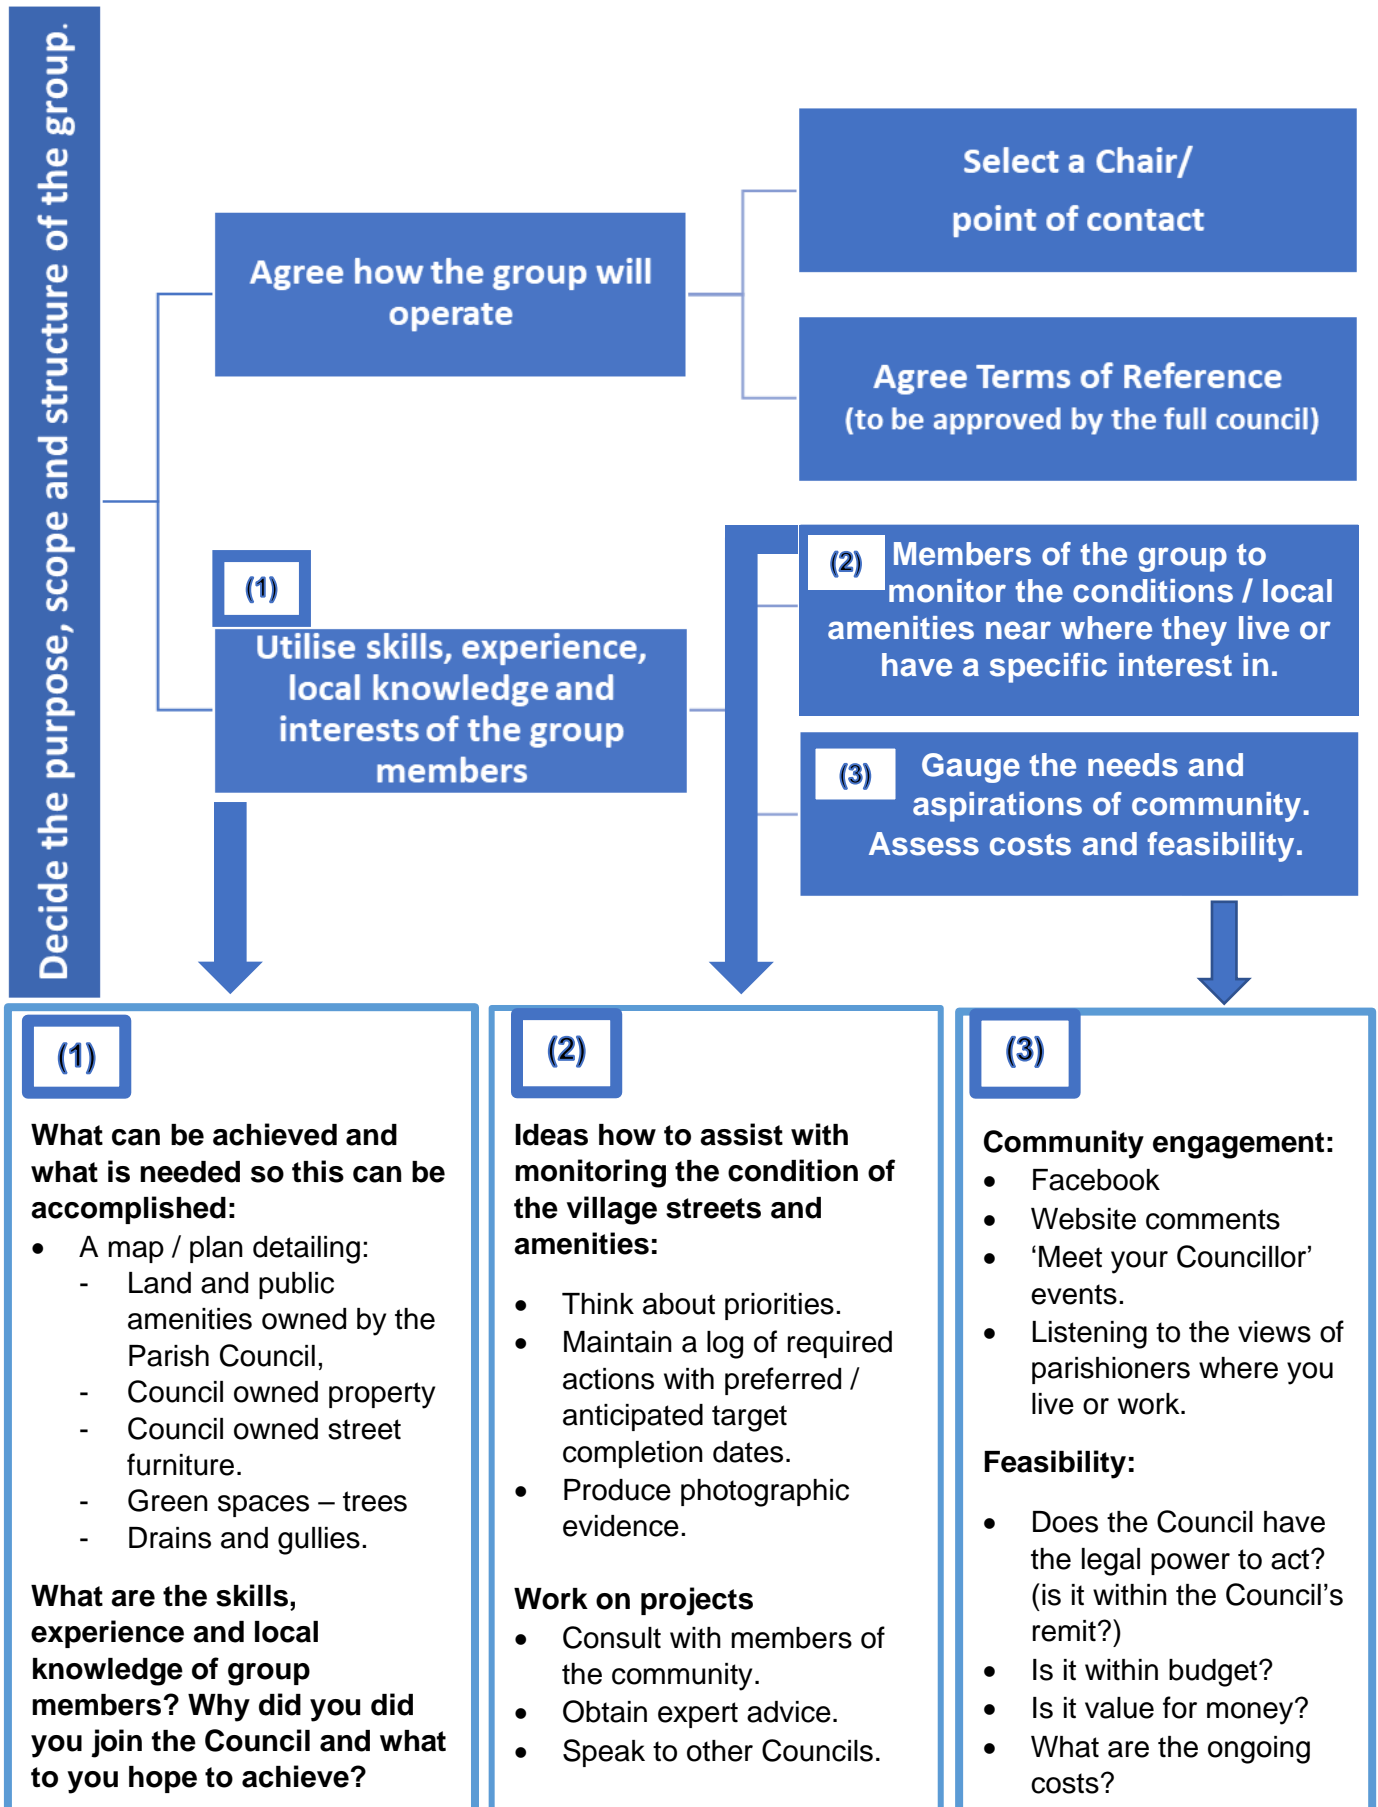 Decide the purpose, scope and structure of the group.
Agree how the group will
operate
Select a Chair/
point of contact
Agree Terms of Reference
(to be approved by the full council)
(1)
Utilise skills, experience,
local knowledge and
interests of the group
members
(2) Members of the group to
monitor the conditions / local
amenities near where they live or
have a specific interest in.
(3) Gauge the needs and
aspirations of community.
Assess costs and feasibility.
(1)
What can be achieved and
what is needed so this can be
accomplished:
• A map / plan detailing:
- Land and public
amenities owned by the
Parish Council,
- Council owned property
- Council owned street
furniture.
- Green spaces – trees
- Drains and gullies.
What are the skills,
experience and local
knowledge of group
members? Why did you did
you join the Council and what
to you hope to achieve?
(2)
Ideas how to assist with
monitoring the condition of
the village streets and
amenities:
• Think about priorities.
• Maintain a log of required
actions with preferred /
anticipated target
completion dates.
• Produce photographic
evidence.
Work on projects
• Consult with members of
the community.
• Obtain expert advice.
• Speak to other Councils.
(3)
Community engagement:
• Facebook
• Website comments
• ‘Meet your Councillor’
events.
• Listening to the views of
parishioners where you
live or work.
Feasibility:
• Does the Council have
the legal power to act?
(is it within the Council’s
remit?)
• Is it within budget?
• Is it value for money?
• What are the ongoing
costs?